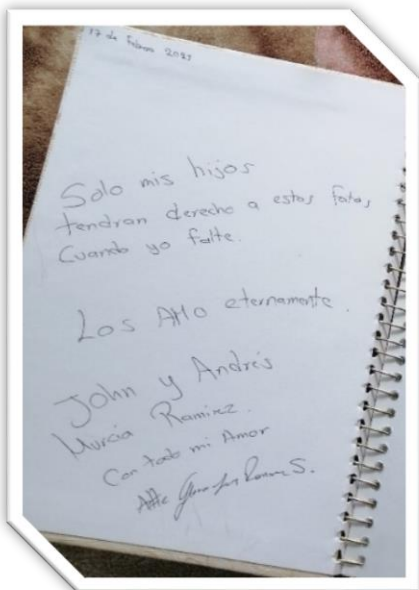 17 de Febrero 2021
Solo mis hijos
tendran derecho a estas fotos,
Cuando yo falte.
Los AMO eternamente.
John y Andrés
Murcia Ramirez.
Con todo mi Amor
Atte S.